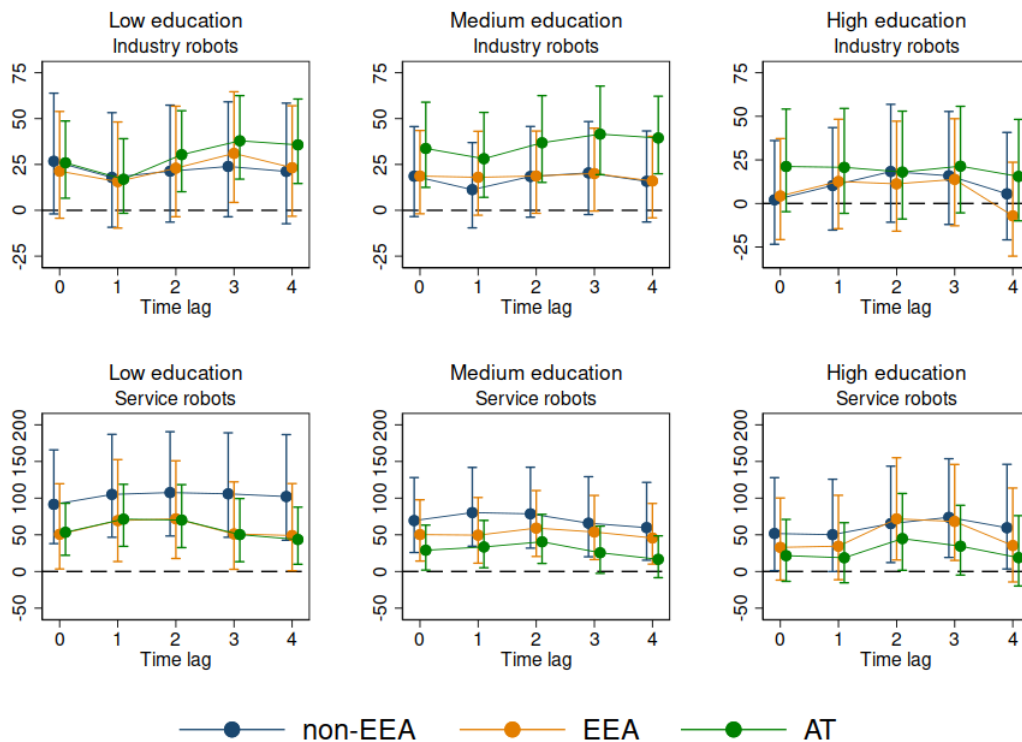 Low education Medium education High education
Industry robots Industry robots Industry robots
75 75 75
50 50 50
25 25 25
0 0 0
-25 -25 -25
0 1 2 3 4 0 1 2 3 4 0 1 2 3 4
Time lag Time lag Time lag
Low education Medium education High education
Service robots Service robots Service robots
200 200 200
150 150 150
100 100 100
50 50 50
0 0 0
-50 -50 -50
0 1 2 3 4 0 1 2 3 4 0 1 2 3 4
Time lag Time lag Time lag
non-EEA EEA AT